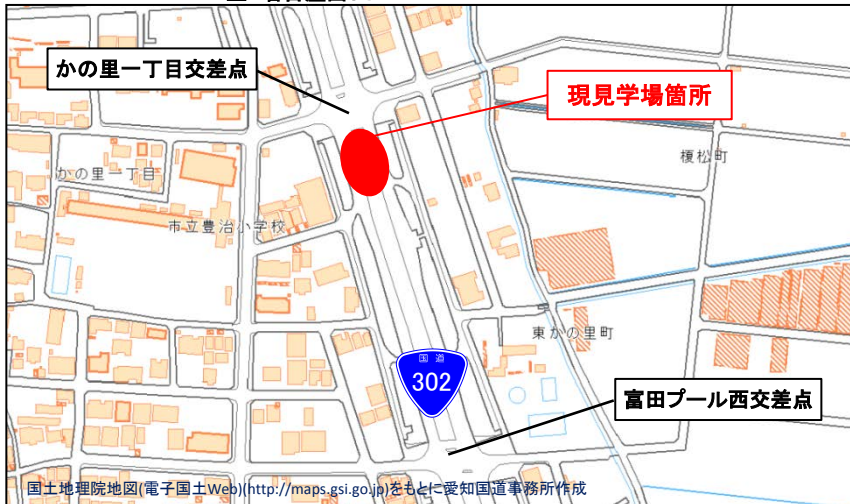 かの里一丁目交差点
現見学場箇所
榎松町
かの里一丁目
市立豊治小学校
東かの里町
国道
302
富田プール西交差点
国土地理院地図(電子国土Web)(http://maps.gsi.go.jp)をもとに愛知国道事務所作成